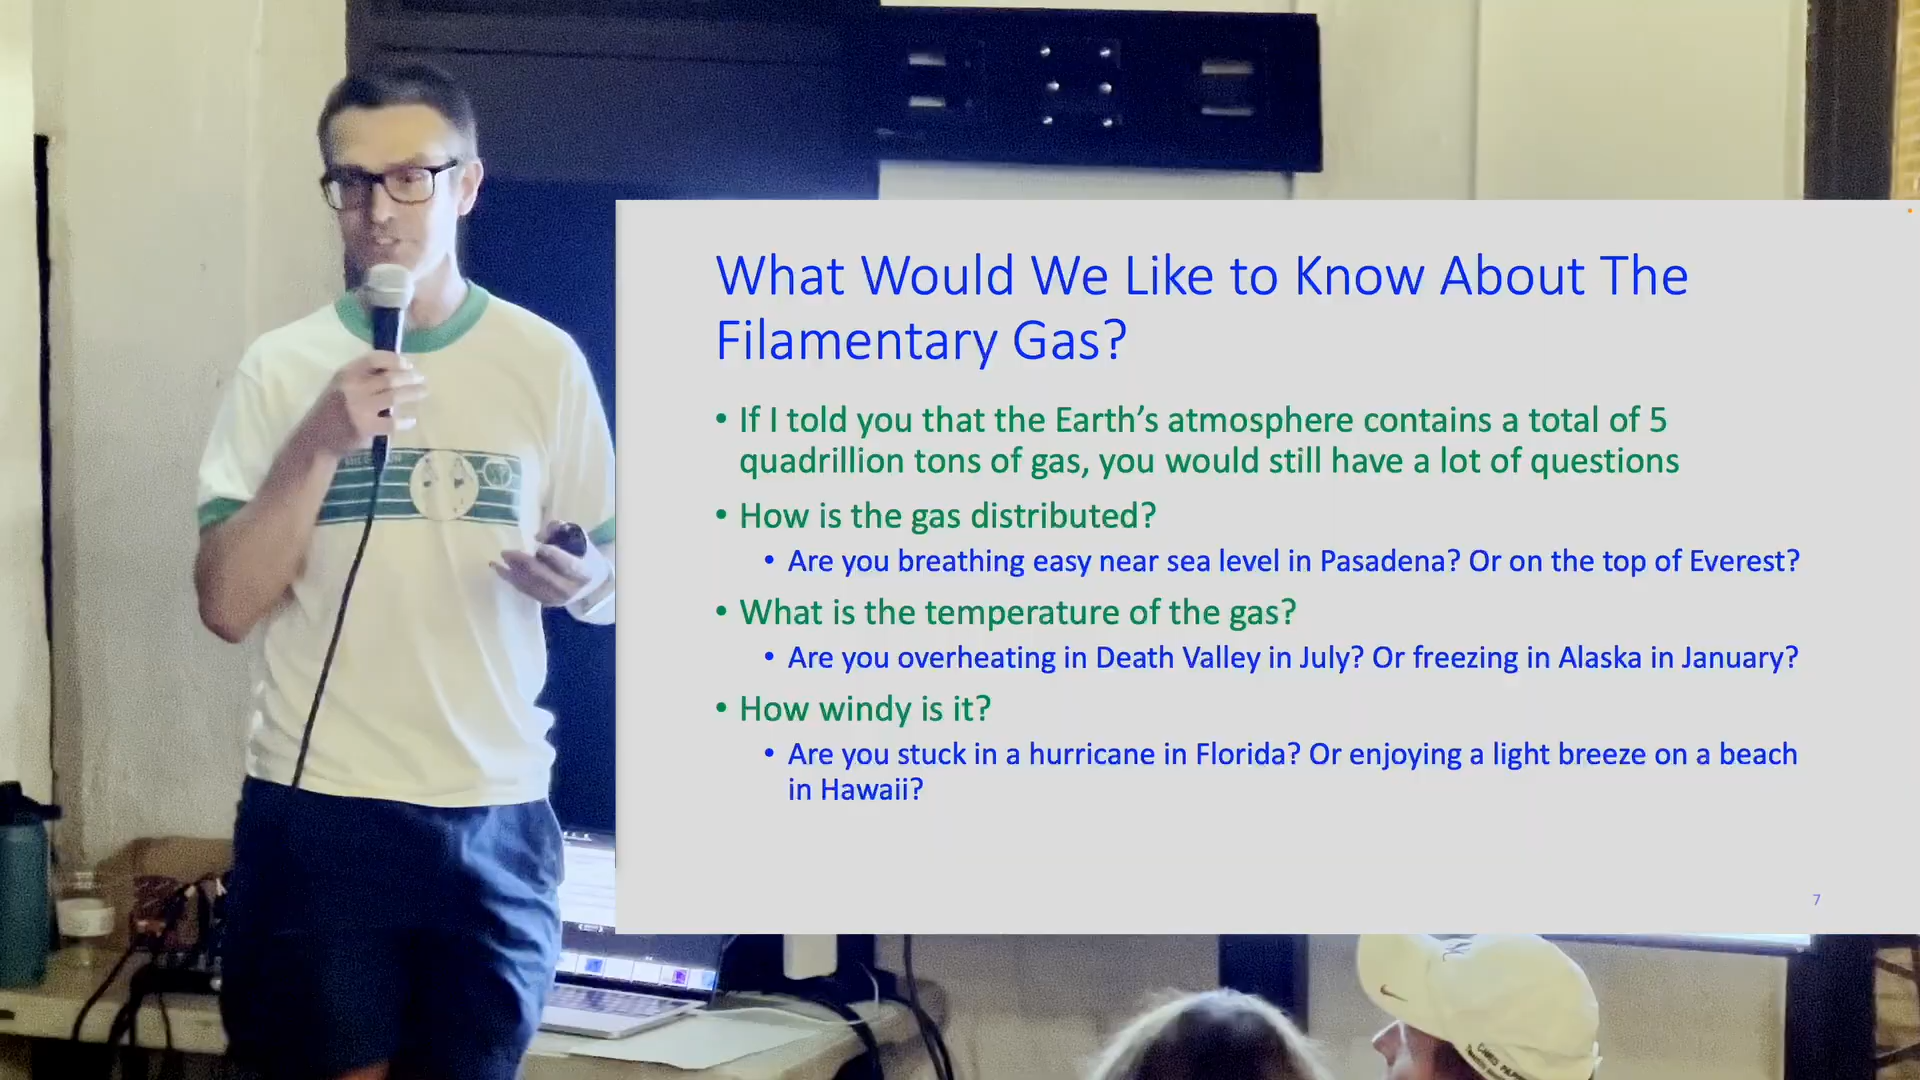 What Would We Like to Know About The
Filamentary Gas?
• If I told you that the Earth's atmosphere contains a total of 5
quadrillion tons of gas, you would still have a lot of questions
• How is the gas distributed?
• Are you breathing easy near sea level in Pasadena? Or on the top of Everest?
• What is the temperature of the gas?
• Are you overheating in Death Valley in July? Or freezing in Alaska in January?
• How windy is it?
• Are you stuck in a hurricane in Florida? Or enjoying a light breeze on a beach
in Hawaii?
7